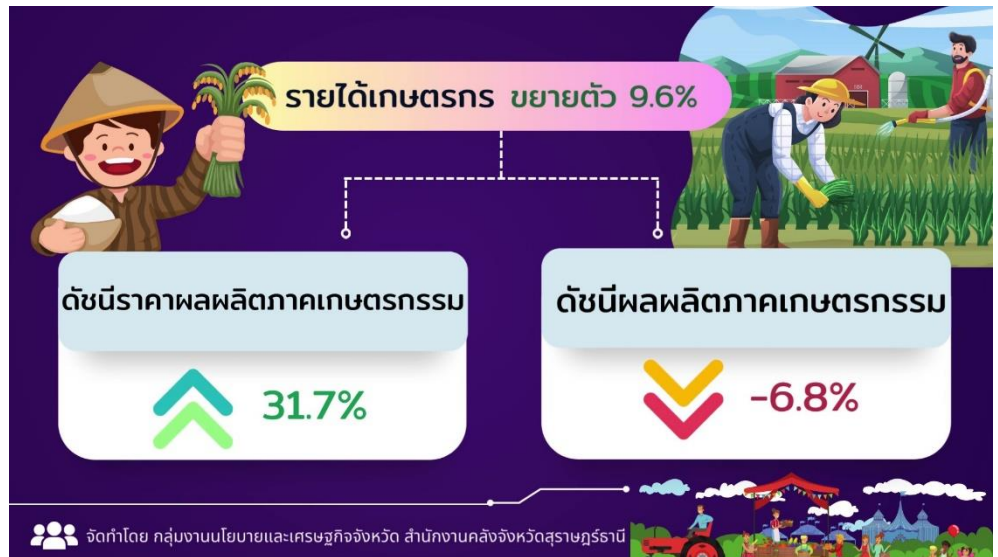 รายได้เกษตรกร ขยายตัว 9.6%
ดัชนีราคาผลผลิตภาคเกษตรกรรม
31.7%
ดัชนีผลผลิตภาคเกษตรกรรม
-6.8%
จัดทำโดย กลุ่มงานนโยบายและเศรษฐกิจจังหวัด สำนักงานคลังจังหวัดสุราษฎร์ธานี